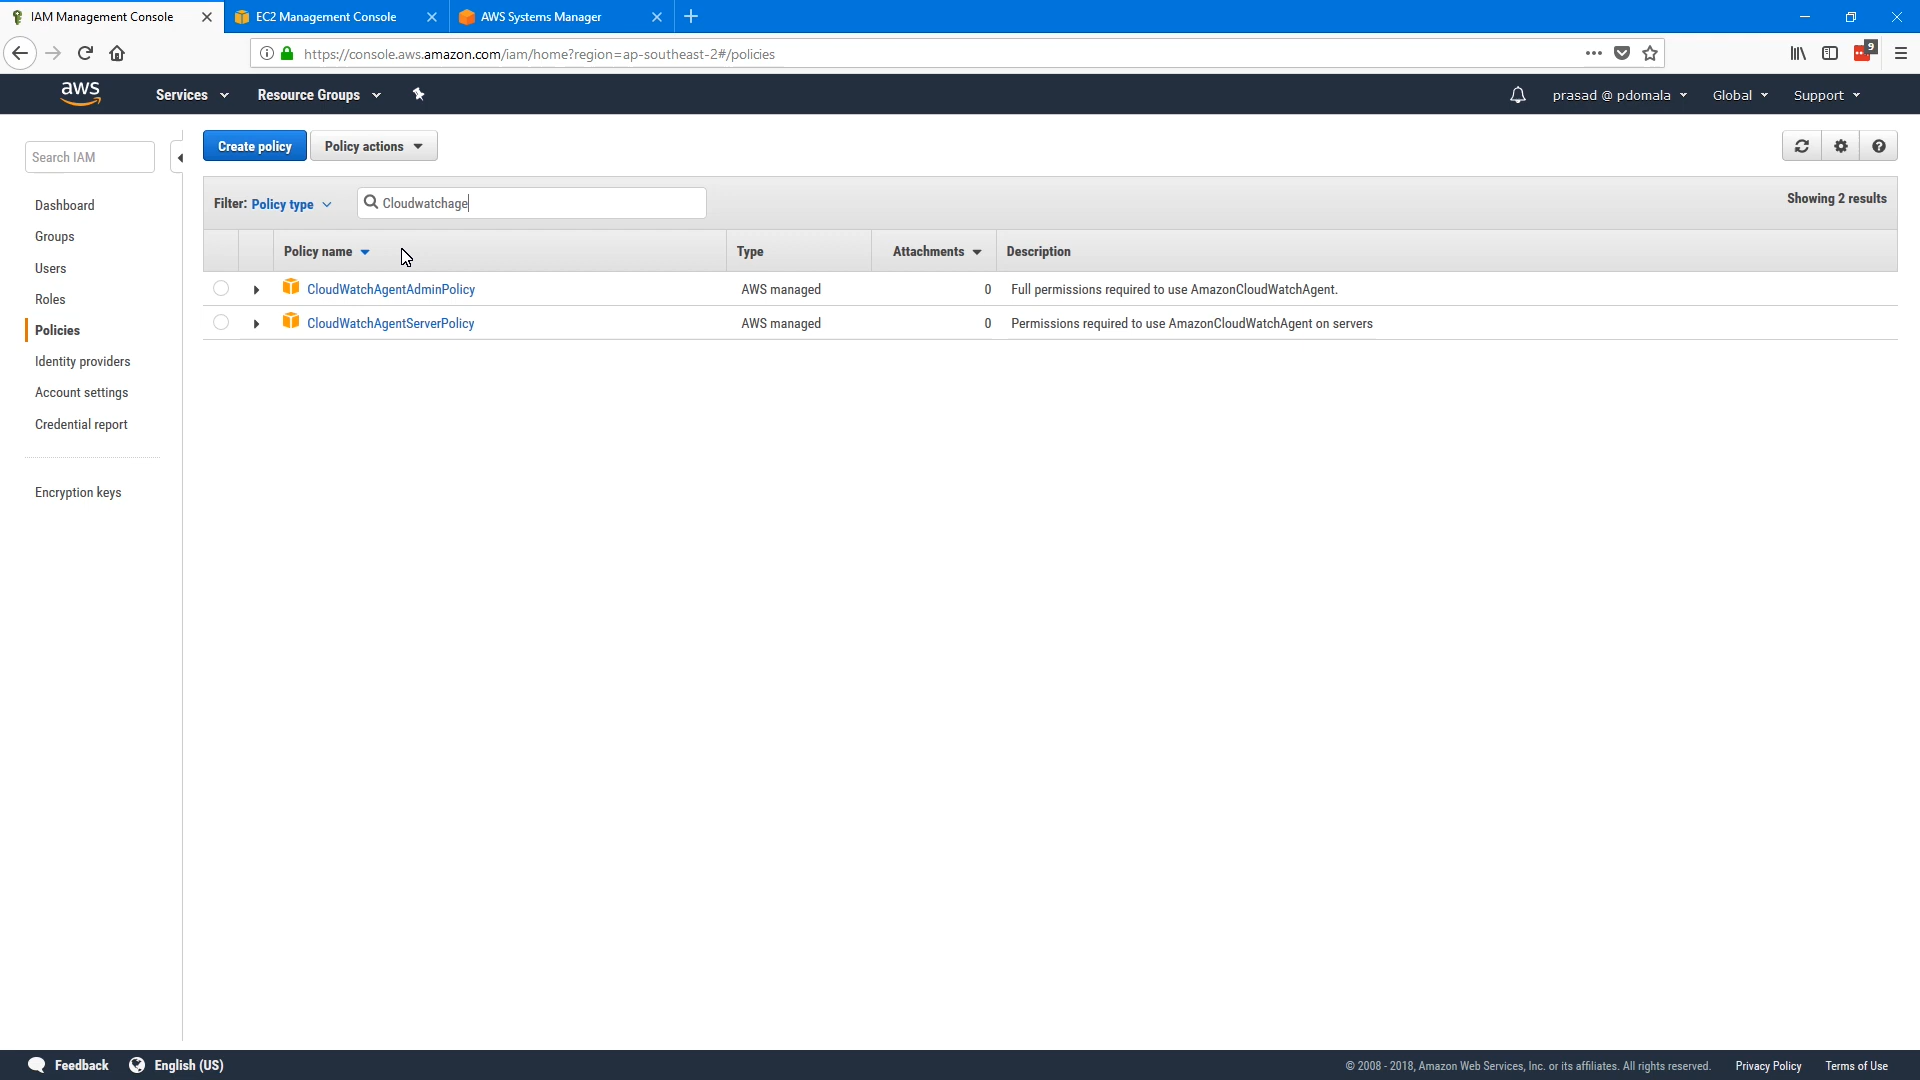 IAM Management Console
EC2 Management Console
AWS Systems Manager
https://console.aws.amazon.com/iam/home?region=ap-southeast-2#/policies
9
aws
Services
Resource Groups
prasad @ pdomala
Global
Support
Search IAM
Dashboard
Groups
Users
Roles
Policies
Identity providers
Account settings
Credential report
Encryption keys
Create policy
Policy actions
Filter: Policy type
Cloudwatchage
Showing 2 results
Policy name Type Attachments Description
CloudWatchAgentAdminPolicy AWS managed 0 Full permissions required to use AmazonCloudWatchAgent.
CloudWatchAgentServerPolicy AWS managed 0 Permissions required to use AmazonCloudWatchAgent on servers
Feedback
English (US)
© 2008 - 2018, Amazon Web Services, Inc. or its affiliates. All rights reserved.
Privacy Policy
Terms of Use